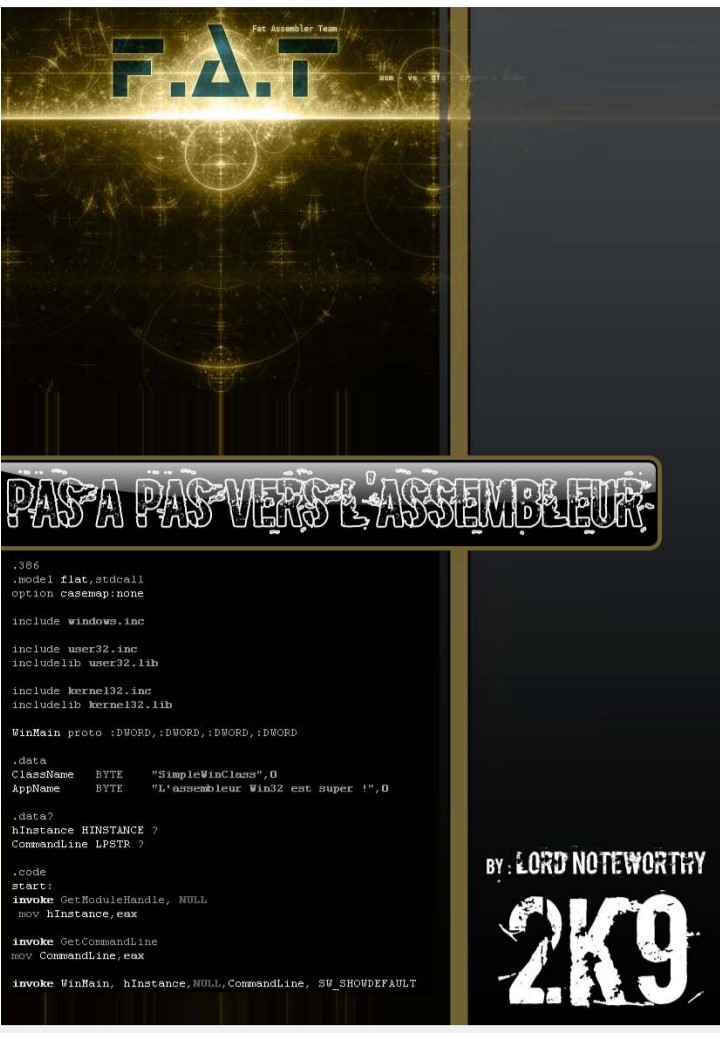 Fat Assembler Team
F.A.T
asm - vx -
PAS A PAS VERS L'ASSEMBLEUR
.386
.model flat,stdcall
option casemap:none
include windows.inc
include user32.inc
includelib user32.lib
include kernel32.inc
includelib kernel32.lib
WinMain proto :DWORD,:DWORD,:DWORD,:DWORD
.data
ClassName BYTE "SimpleWinClass",0
AppName BYTE "L'assembleur Win32 est super !",0
.data?
hInstance HINSTANCE ?
CommandLine LPSTR ?
.code
start:
invoke GetModuleHandle, NULL
mov hInstance,eax
invoke GetCommandLine
mov CommandLine,eax
invoke WinMain, hInstance,NULL,CommandLine, SW_SHOWDEFAULT
BY : LORD NOTEWORTHY
2K9